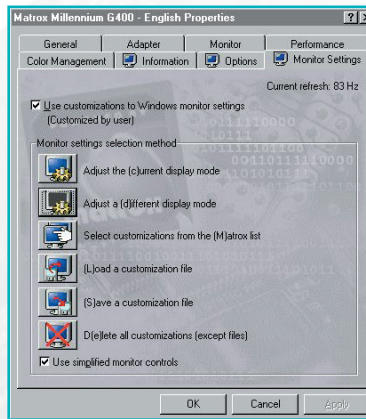 Matrox Millennium G400 - English Properties
General Adapter Monitor Performance
Color Management Information Options Monitor Settings
Current refresh: 83 Hz
Use customizations to Windows monitor settings
(Customized by user)
Monitor settings selection method
Adjust the (c)urrent display mode
Adjust a (d)ifferent display mode
Select customizations from the (M)atrox list
(L)oad a customization file
(S)ave a customization file
D(e)lete all customizations (except files)
Use simplified monitor controls
OK Cancel Apply